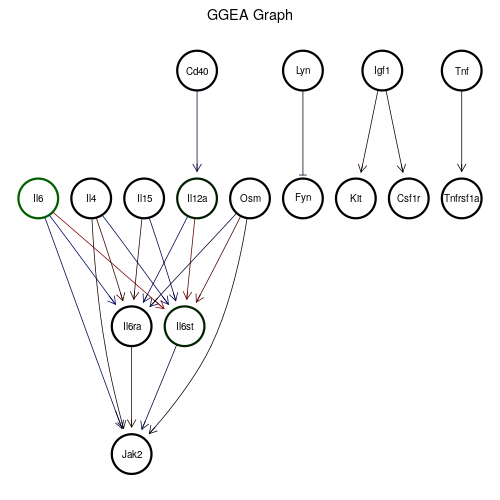 GGEA Graph
Cd40
Lyn
Igf1
Tnf
Il6
Il4
Il15
Il12a
Osm
Fyn
Kit
Csf1r
Tnfrsf1a
Il6ra
Il6st
Jak2